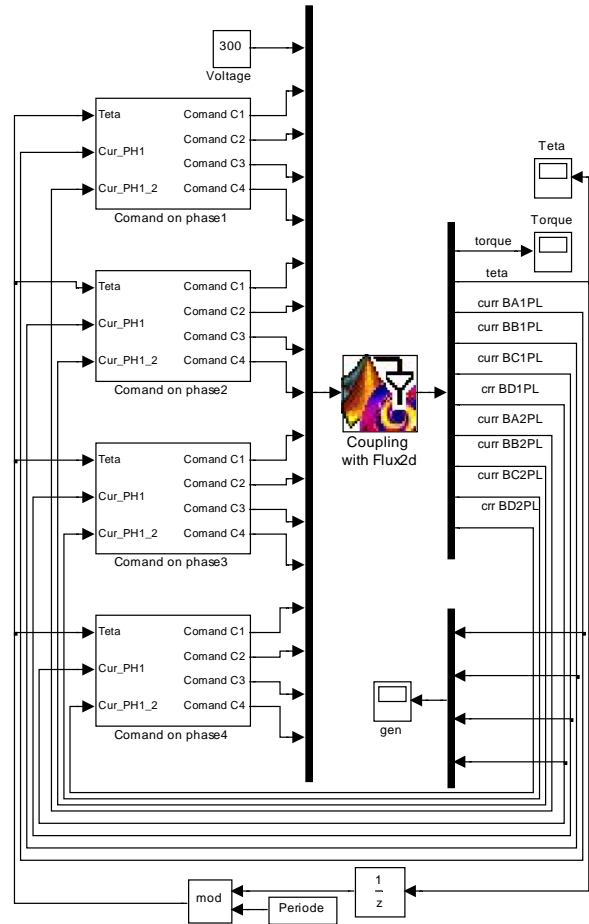 300
Voltage
Teta
Cur_PH1
Cur_PH1_2
Comand C1
Comand C2
Comand C3
Comand C4
Comand on phase1
Teta
Cur_PH1
Cur_PH1_2
Comand C1
Comand C2
Comand C3
Comand C4
Comand on phase2
Teta
Cur_PH1
Cur_PH1_2
Comand C1
Comand C2
Comand C3
Comand C4
Comand on phase3
Teta
Cur_PH1
Cur_PH1_2
Comand C1
Comand C2
Comand C3
Comand C4
Comand on phase4
Coupling
with Flux2d
Teta
Torque
torque
teta
curr BA1PL
curr BB1PL
curr BC1PL
crr BD1PL
curr BA2PL
curr BB2PL
curr BC2PL
crr BD2PL
gen
1
z
mod
Periode